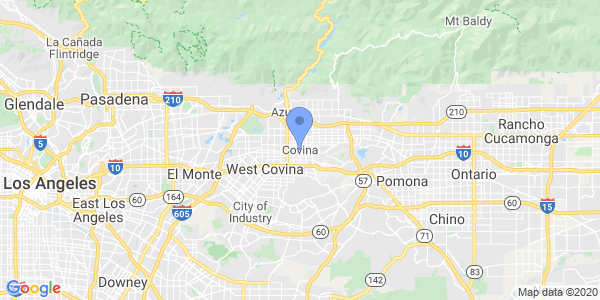 Mt Baldy
La Cañada
Flintridge
Glendale
Pasadena
210
Azu
210
5
Rancho
Cucamonga
10
El Monte
West Covina
Covina
10
Los Angeles
57
Pomona
Ontario
60
164
60
East Los
Angeles
605
City of
Industry
Chino
15
60
71
Downey
142
83
Google
Map data ©2020